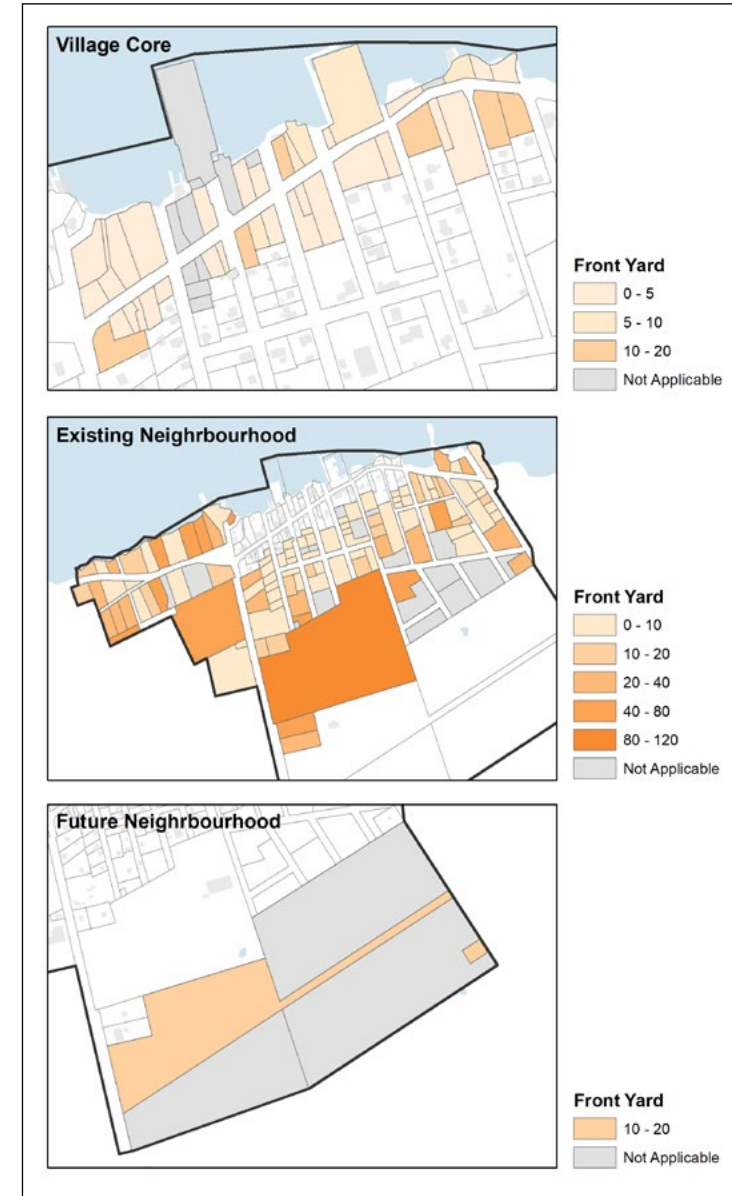 Village Core
Front Yard
0 - 5
5 - 10
10 - 20
Not Applicable
Existing Neighrbourhood
Front Yard
0 - 10
10 - 20
20 - 40
40 - 80
80 - 120
Not Applicable
Future Neighrbourhood
Front Yard
10 - 20
Not Applicable